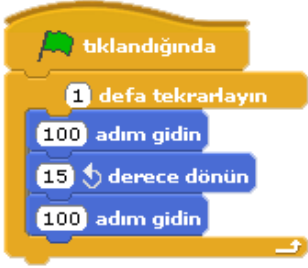 tıklandığında
1 defa tekrarlayın
100 adım gidin
15 derece dönün
100 adım gidin